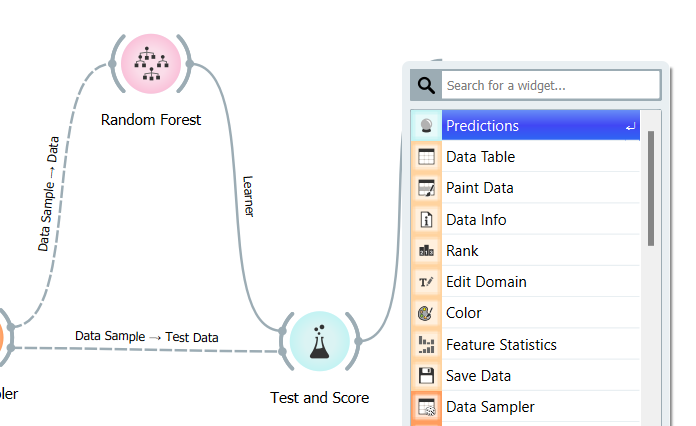 Random Forest
Data Sample → Data
Learner
Data Sample → Test Data
Test and Score
pler
Search for a widget...
Predictions
Data Table
Paint Data
Data Info
Rank
Edit Domain
Color
Feature Statistics
Save Data
Data Sampler